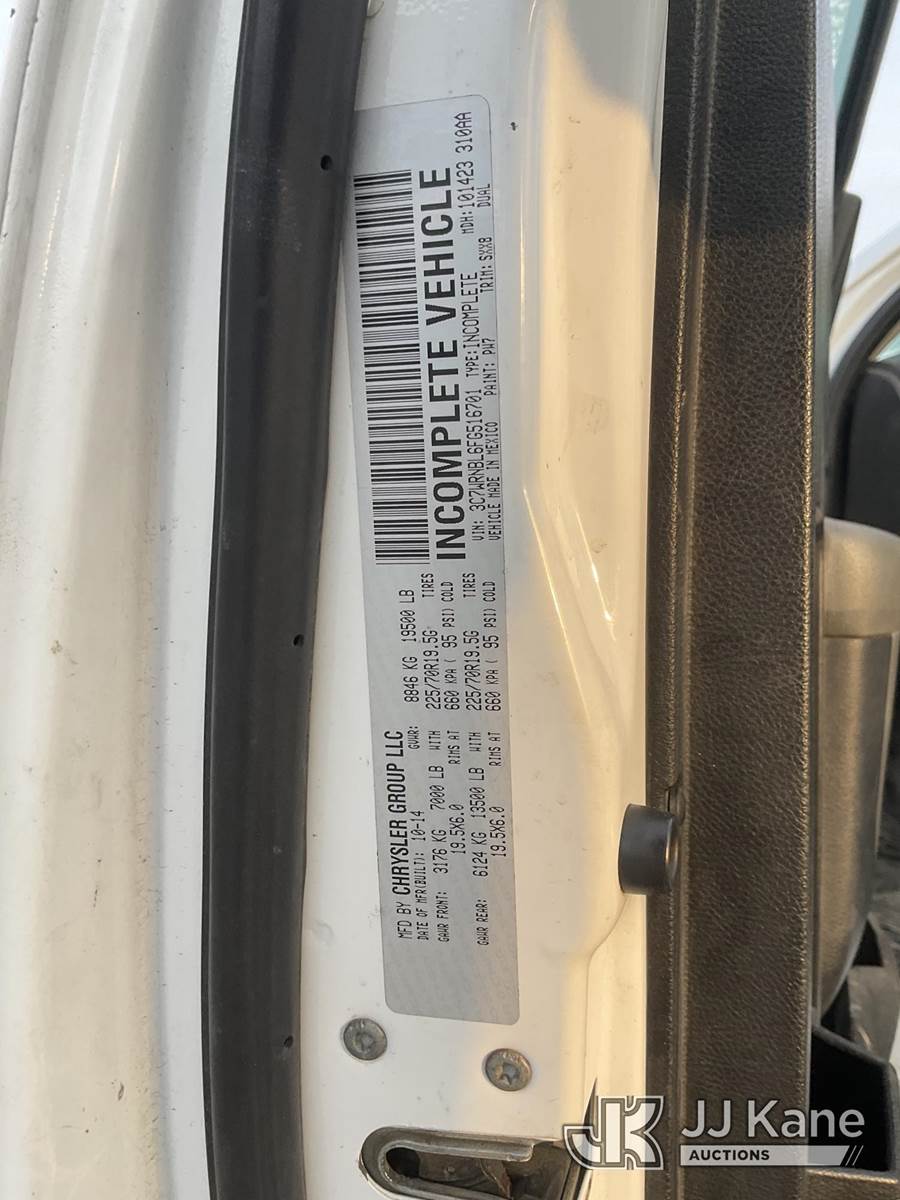 MFD BY CHRYSLER GROUP LLC
DATE OF MFR(BUILT): 10-14 GVWR: 8846 KG 19500 LB
GAWR FRONT: 3176 KG 7000 LB WITH 225/70R19.5G TIRES
19.5X6.0 RIMS AT 660 KPA ( 95 PSI) COLD
GAWR REAR: 6124 KG 13500 LB WITH 225/70R19.5G TIRES
19.5X6.0 RIMS AT 660 KPA ( 95 PSI) COLD
INCOMPLETE VEHICLE
VIN: 3C7WRNBL6FG516701 TYPE:INCOMPLETE MDH:101423 310AA
VEHICLE MADE IN MEXICO PAINT: PW7 TRIM: SXX8 DUAL
JK JJ Kane
AUCTIONS